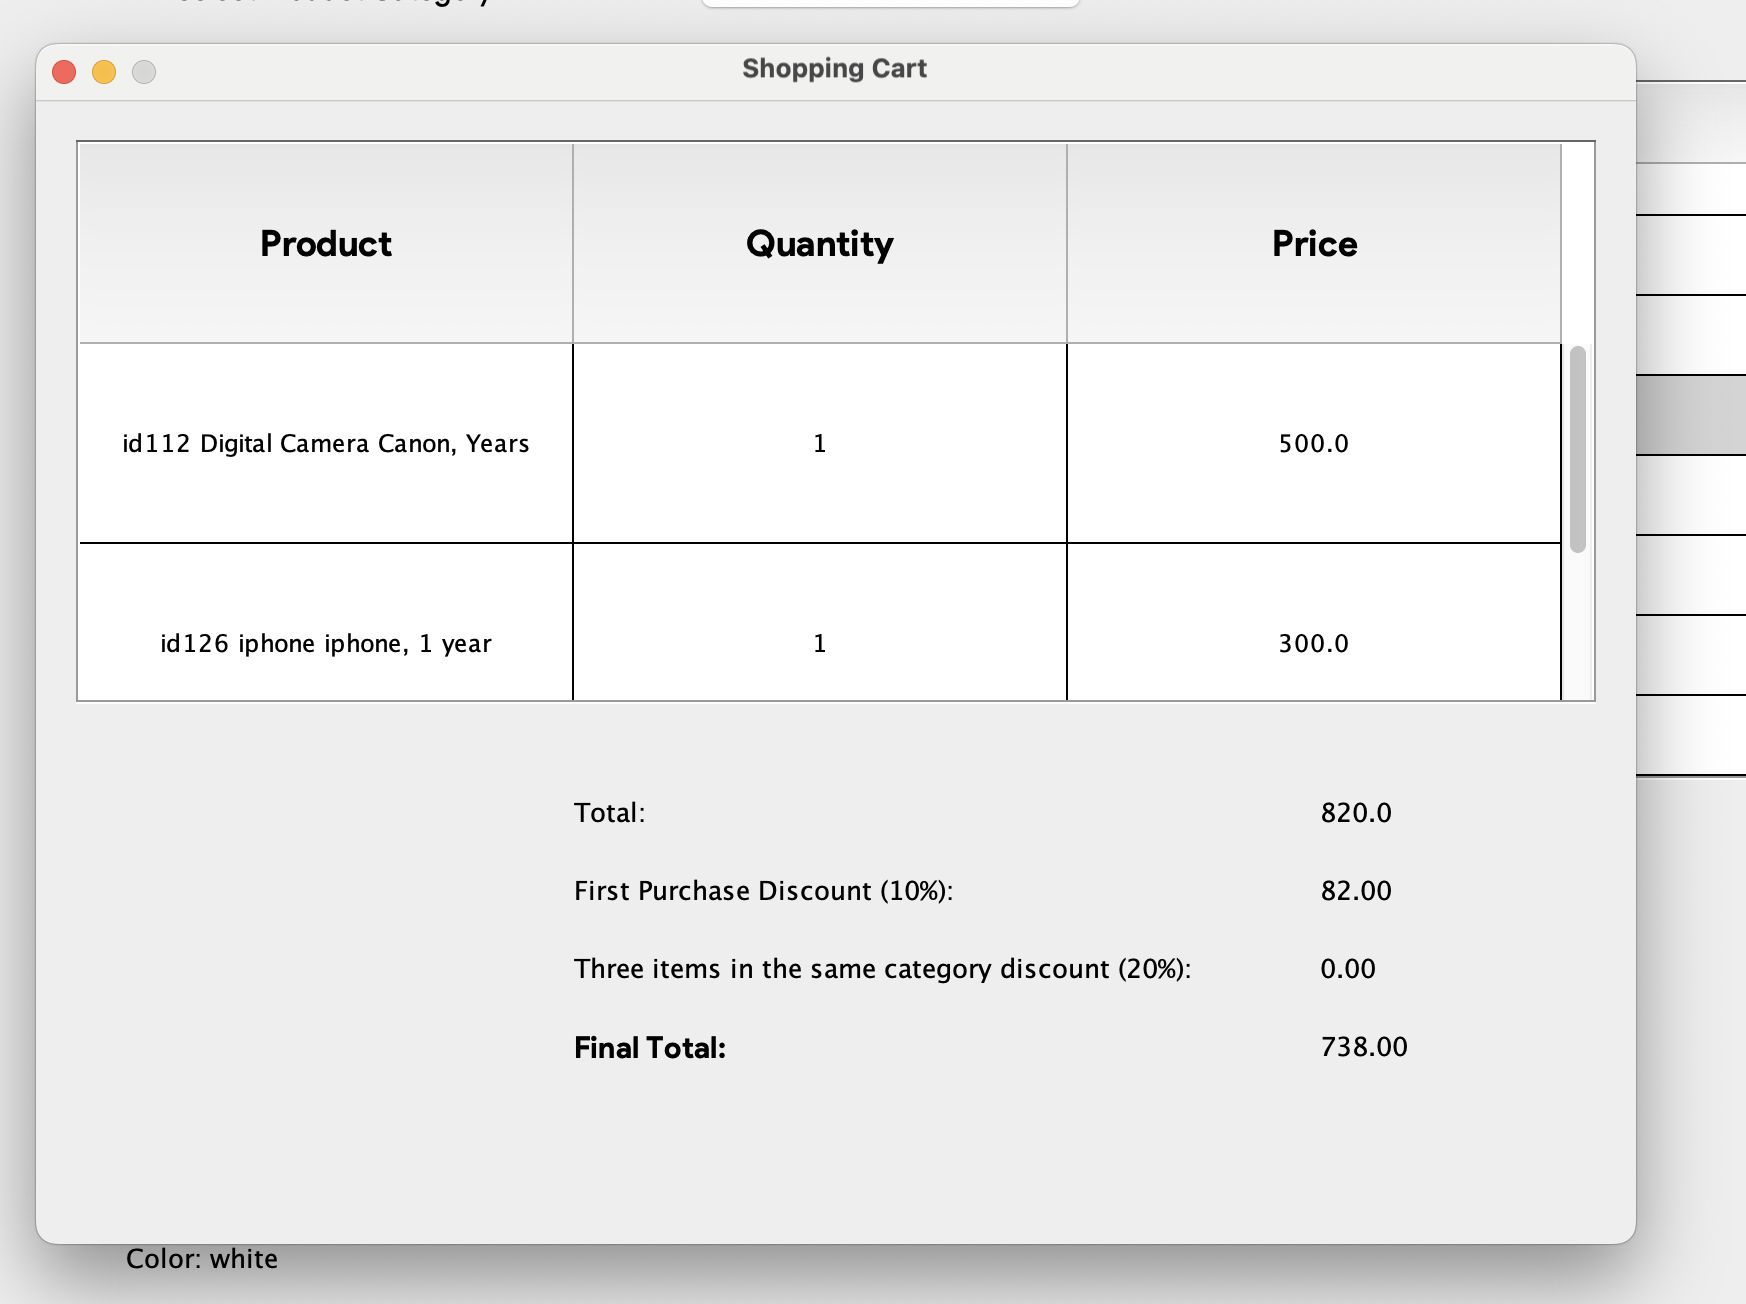 Shopping Cart
Product Quantity Price
id112 Digital Camera Canon, Years 1 500.0
id126 iphone iphone, 1 year 1 300.0
Total: 820.0
First Purchase Discount (10%): 82.00
Three items in the same category discount (20%): 0.00
Final Total: 738.00
Color: white